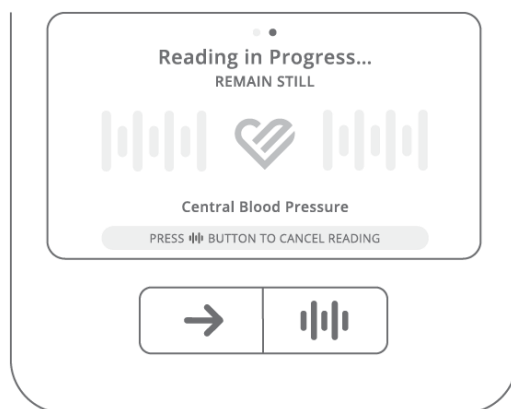 Reading in Progress...
REMAIN STILL
Central Blood Pressure
PRESS BUTTON TO CANCEL READING